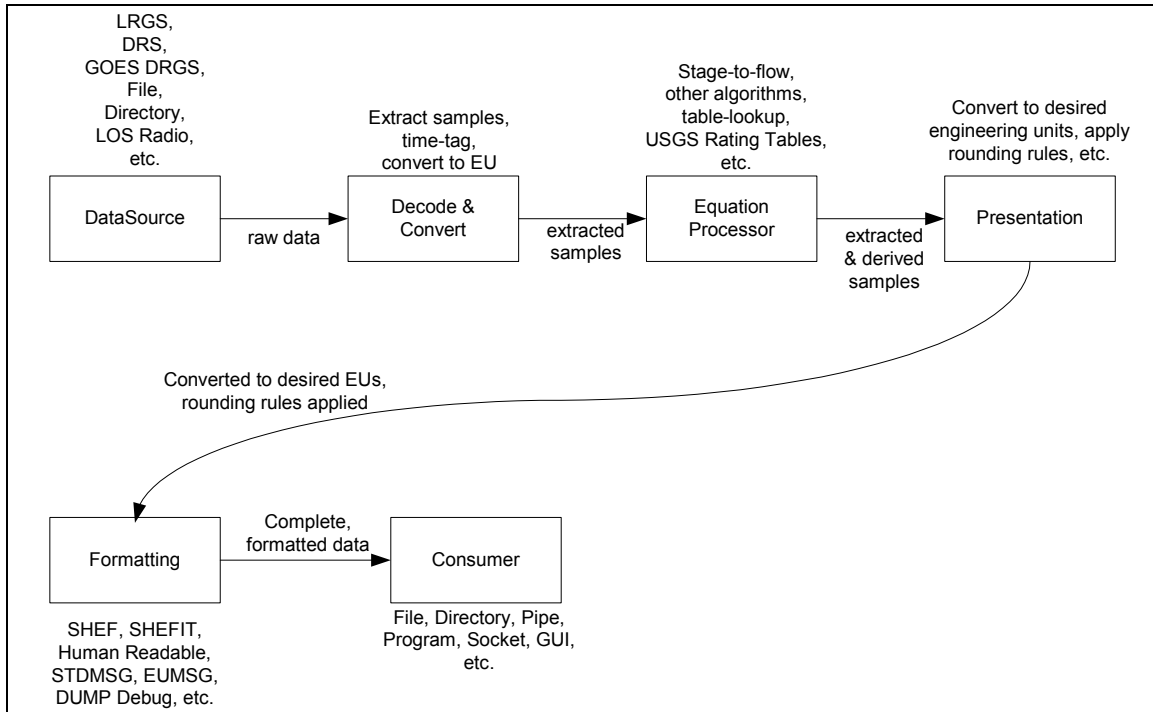 LRGS,
DRS,
GOES DRGS,
File,
Directory,
LOS Radio,
etc.
DataSource
raw data
Extract samples,
time-tag,
convert to EU
Decode &
Convert
extracted
samples
Stage-to-flow,
other algorithms,
table-lookup,
USGS Rating Tables,
etc.
Equation
Processor
extracted
& derived
samples
Convert to desired
engineering units, apply
rounding rules, etc.
Presentation
Converted to desired EUs,
rounding rules applied
Formatting
SHEF, SHEFIT,
Human Readable,
STDMSG, EUMSG,
DUMP Debug, etc.
Complete,
formatted data
Consumer
File, Directory, Pipe,
Program, Socket, GUI,
etc.